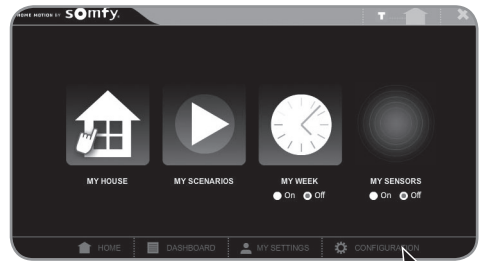 HOME MOTION BY somfy.
T
MY HOUSE MY SCENARIOS MY WEEK MY SENSORS
On Off On Off
HOME DASHBOARD MY SETTINGS CONFIGURATION